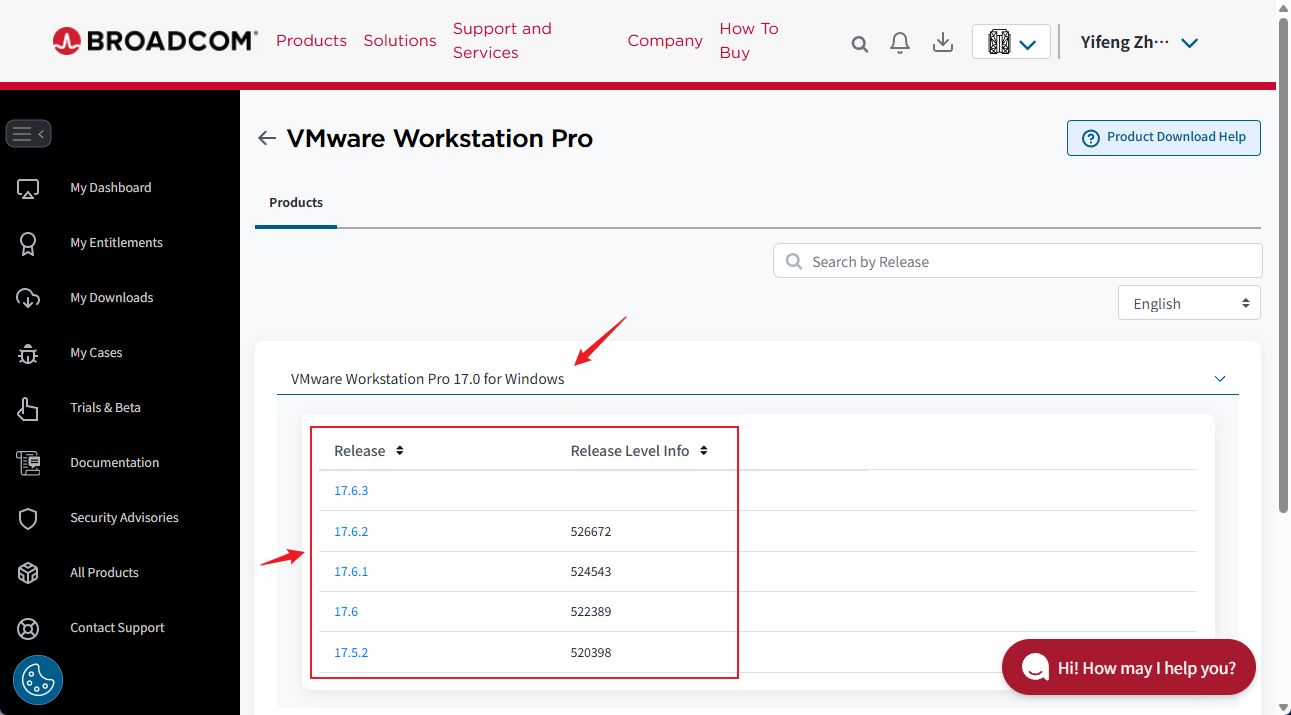 BROADCOM
Products
Solutions
Support and
Services
Company
How To
Buy
Yifeng Zh···
VMware Workstation Pro
Product Download Help
My Dashboard
My Entitlements
My Downloads
My Cases
Trials & Beta
Documentation
Security Advisories
All Products
Contact Support
Products
Search by Release
English
VMware Workstation Pro 17.0 for Windows
Release Release Level Info
17.6.3
17.6.2 526672
17.6.1 524543
17.6 522389
17.5.2 520398
Hi! How may I help you?